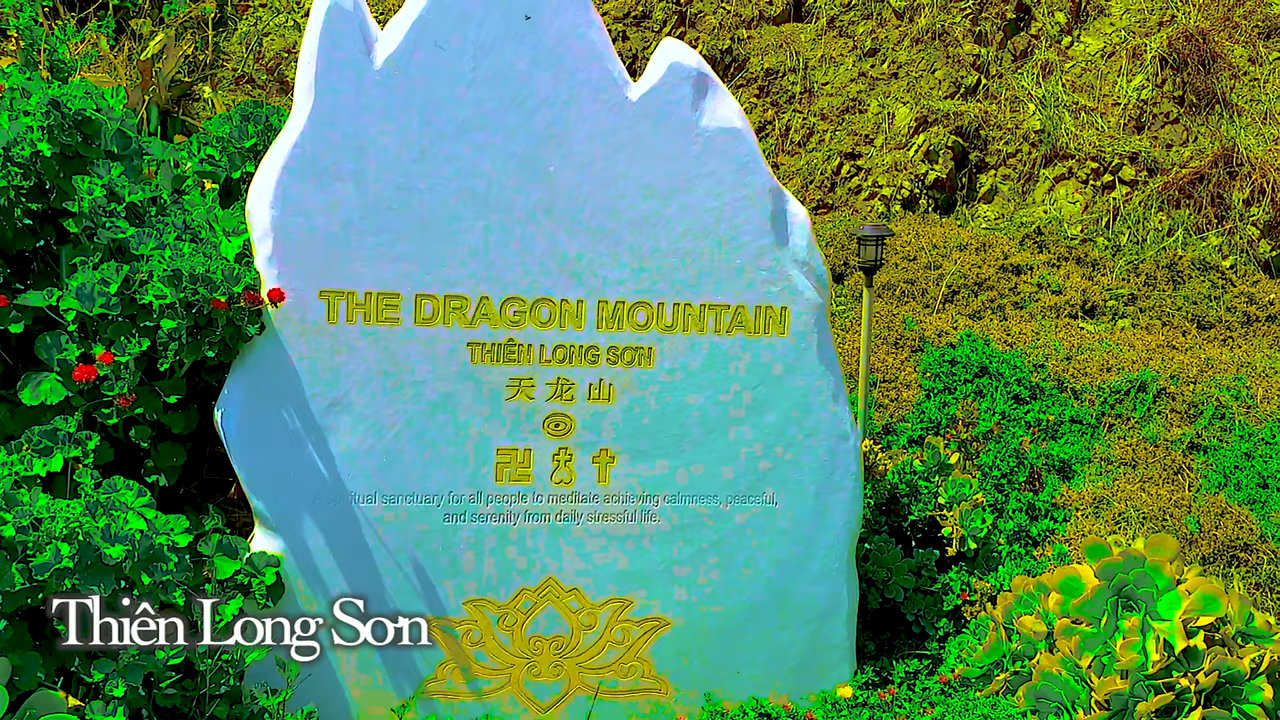 THE DRAGON MOUNTAIN
THIÊN LONG SƠN
天龙山
卍 ✝
A spiritual sanctuary for all people to meditate achieving calmness, peaceful,
and serenity from daily stressful life.
Thiên Long Sơn